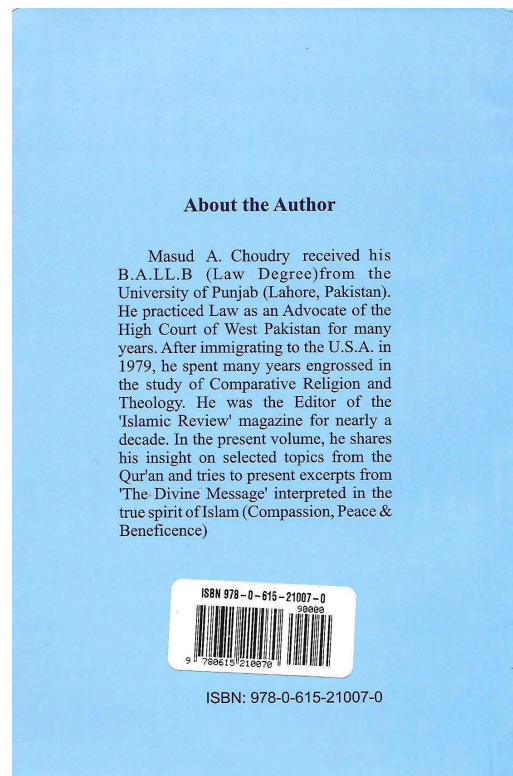 About the Author
Masud A. Choudry received his
B.A.LL.B (Law Degree)from the
University of Punjab (Lahore, Pakistan).
He practiced Law as an Advocate of the
High Court of West Pakistan for many
years. After immigrating to the U.S.A. in
1979, he spent many years engrossed in
the study of Comparative Religion and
Theology. He was the Editor of the
'Islamic Review' magazine for nearly a
decade. In the present volume, he shares
his insight on selected topics from the
Qur'an and tries to present excerpts from
'The Divine Message' interpreted in the
true spirit of Islam (Compassion, Peace &
Beneficence)
ISBN 978-0-615-21007-0
90000
9 780615 210070
ISBN: 978-0-615-21007-0